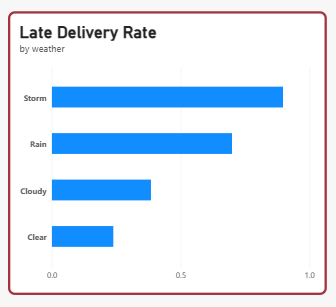 Late Delivery Rate
by weather
Storm
Rain
Cloudy
Clear
0.0 0.5 1.0